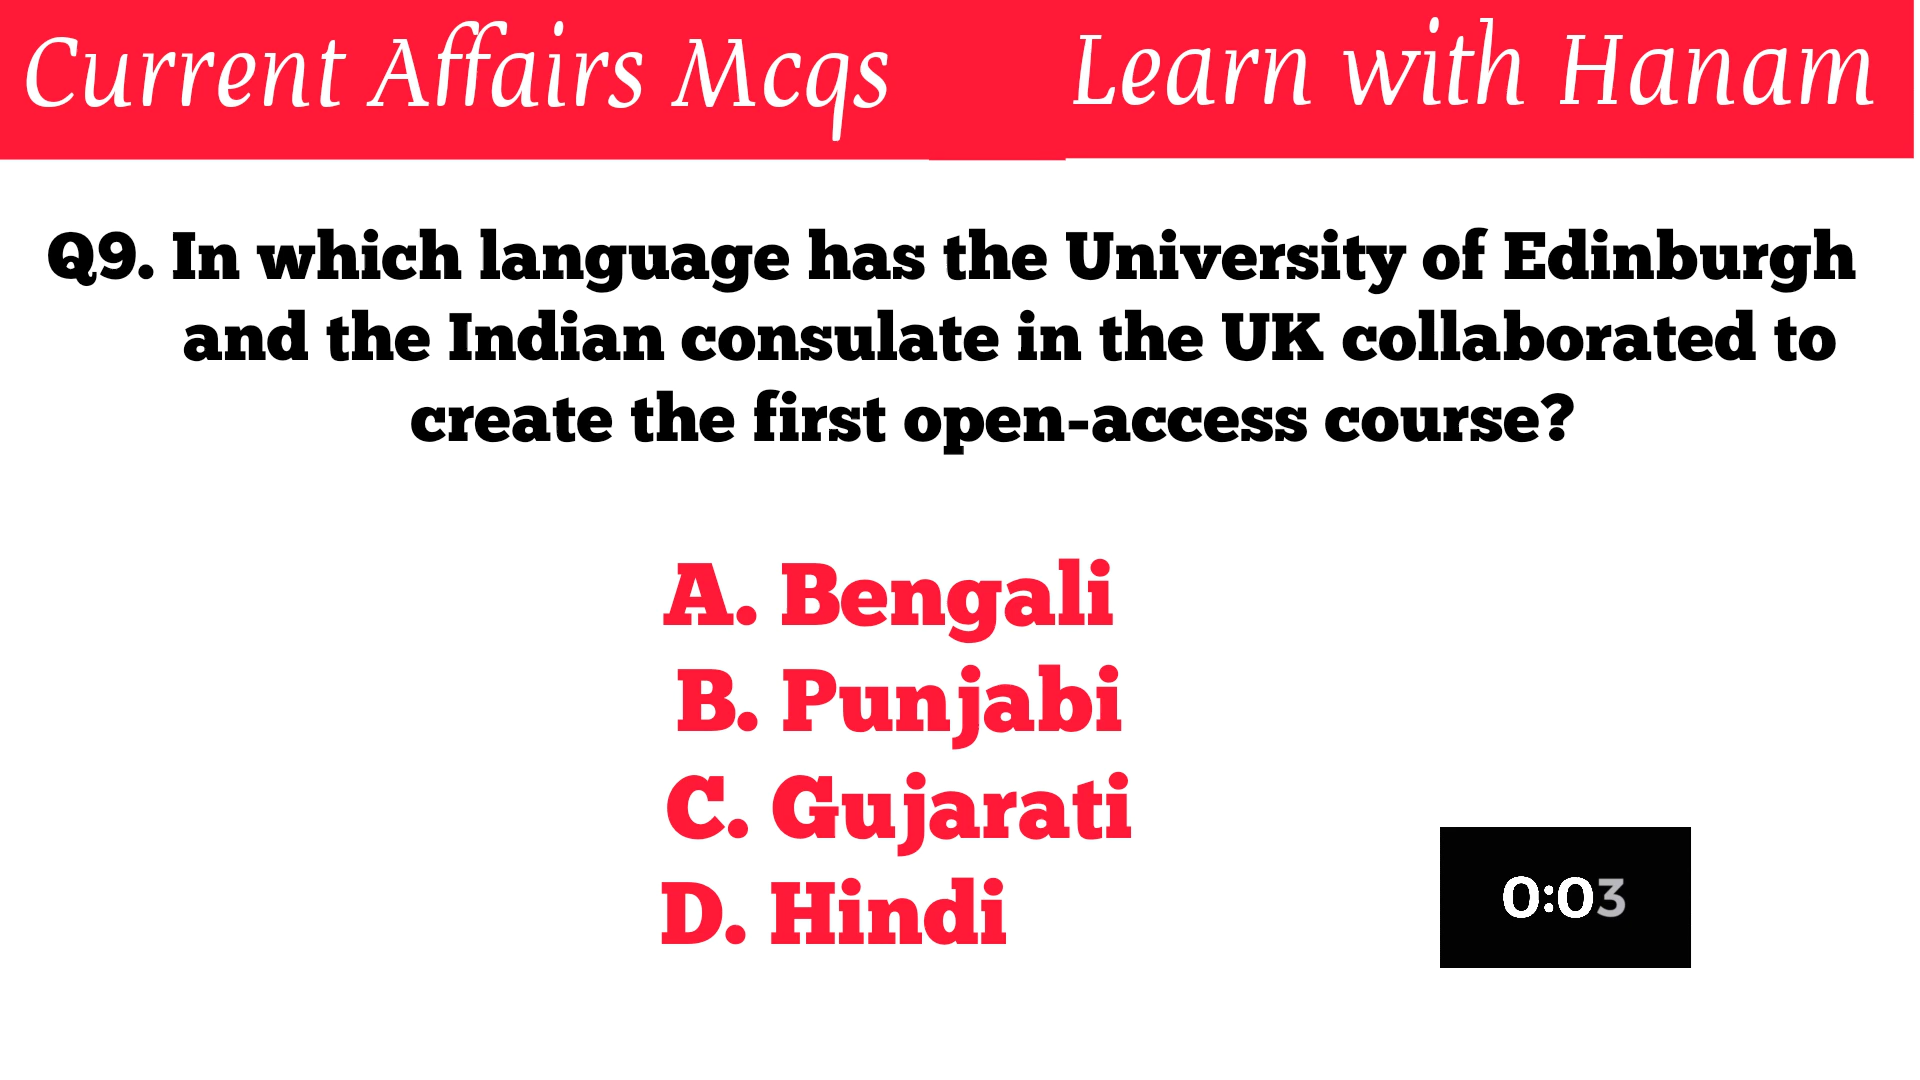 Current Affairs Mcqs
Learn with Hanam
Q9. In which language has the University of Edinburgh
and the Indian consulate in the UK collaborated to
create the first open-access course?
A. Bengali
B. Punjabi
C. Gujarati
D. Hindi
0:03